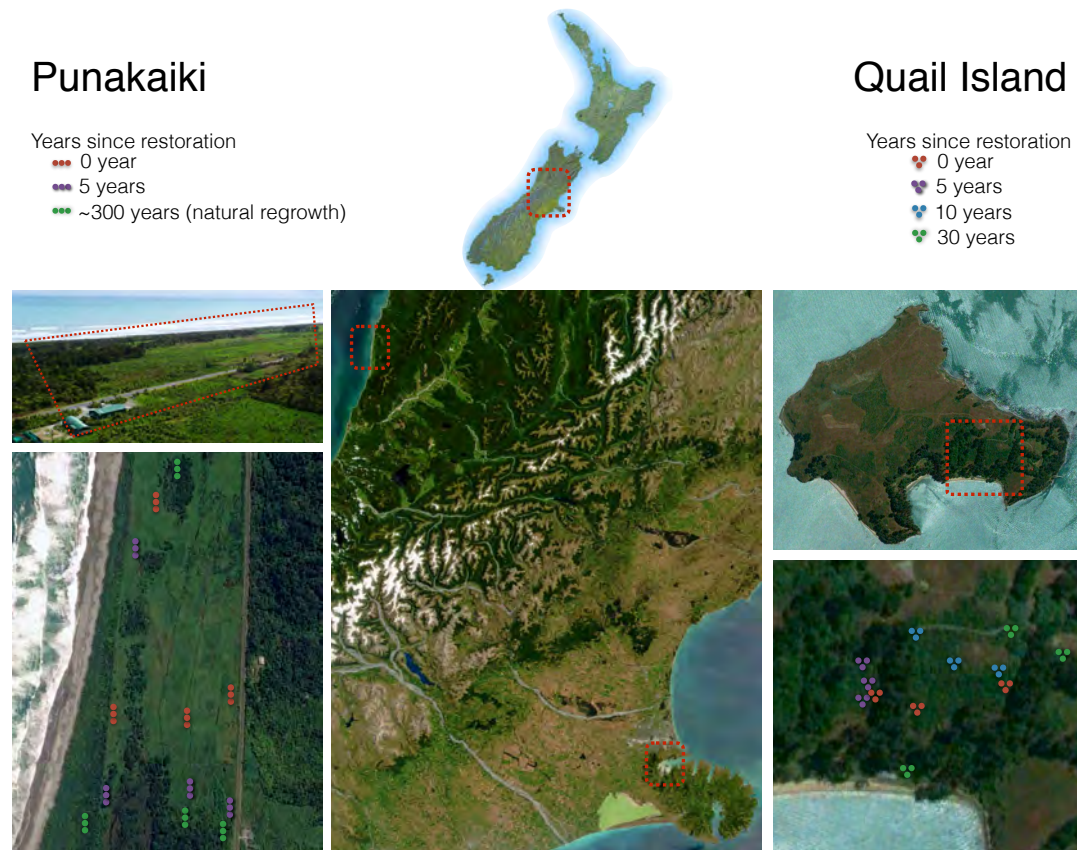 Punakaiki
Years since restoration
0 year
5 years
~300 years (natural regrowth)
Quail Island
Years since restoration
0 year
5 years
10 years
30 years